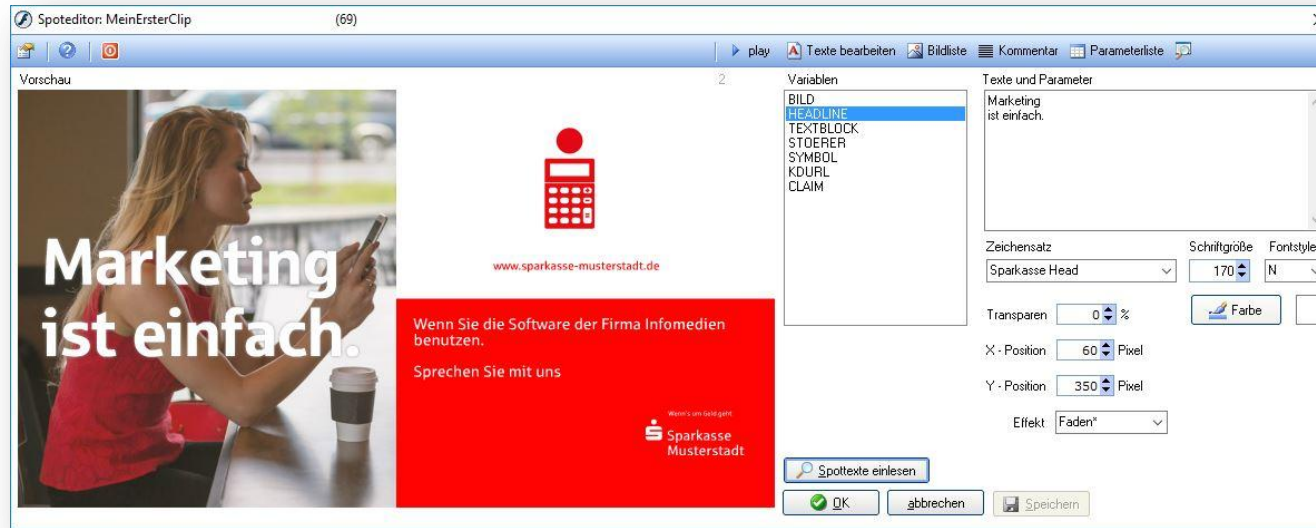 Spoteditor: MeinErsterClip (69)
play Texte bearbeiten Bildliste Kommentar Parameterliste
Vorschau
2
Marketing
ist einfach.
www.sparkasse-musterstadt.de
Wenn Sie die Software der Firma Infomedien
benutzen.
Sprechen Sie mit uns
Wenn's um Geld geht
Sparkasse
Musterstadt
Variablen
BILD
HEADLINE
TEXTBLOCK
STOERER
SYMBOL
KDURL
CLAIM
Texte und Parameter
Marketing
ist einfach.
Zeichensatz Schriftgröße Fontstyle
Sparkasse Head 170 N
Transparen 0 % Farbe
X - Position 60 Pixel
Y - Position 350 Pixel
Effekt Faden*
Spottexte einlesen
OK abbrechen Speichern